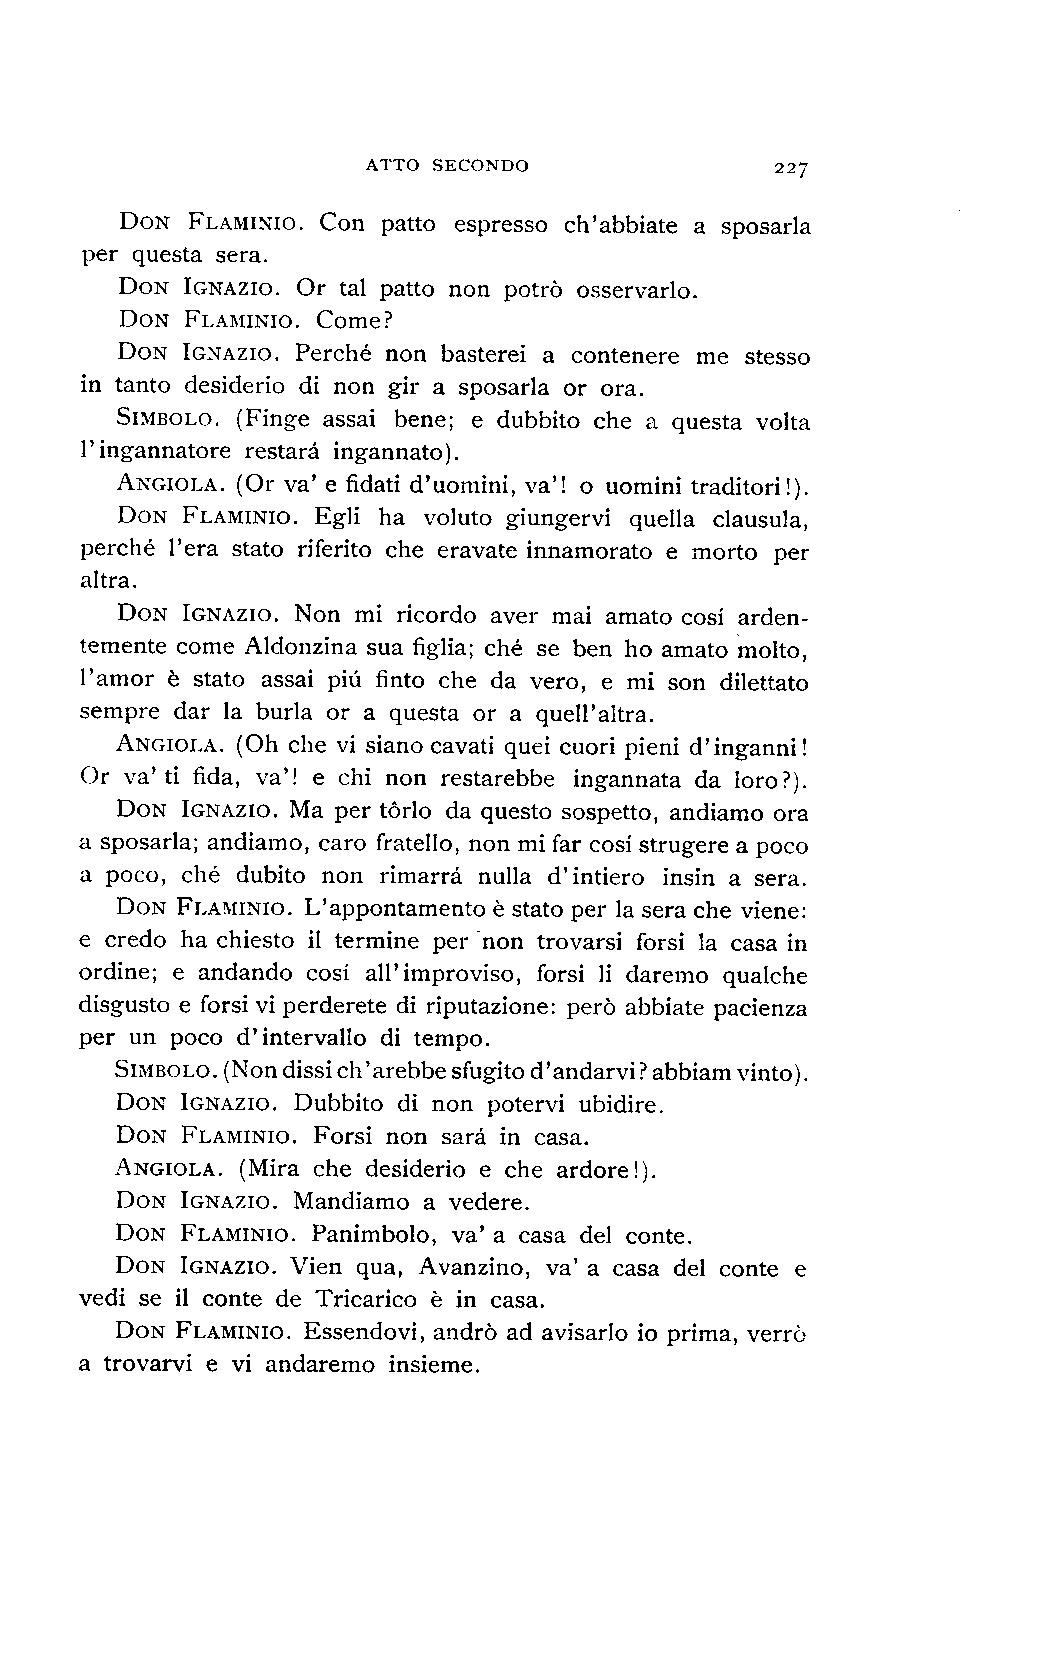 ATTO SECONDO 227
DON FLAMINIO. Con patto espresso ch'abbiate a sposarla
per questa sera.
DON IGNAZIO. Or tal patto non potrò osservarlo.
DON FLAMINIO. Come?
DON IGNAZIO. Perché non basterei a contenere me stesso
in tanto desiderio di non gir a sposarla or ora.
SIMBOLO. (Finge assai bene; e dubbito che a questa volta
l'ingannatore restará ingannato).
ANGIOLA. (Or va' e fidati d'uomini, va'! o uomini traditori!).
DON FLAMINIO. Egli ha voluto giungervi quella clausula,
perché l'era stato riferito che eravate innamorato e morto per
altra.
DON IGNAZIO. Non mi ricordo aver mai amato cosí arden-
temente come Aldonzina sua figlia; ché se ben ho amato molto,
l'amor è stato assai piú finto che da vero, e mi son dilettato
sempre dar la burla or a questa or a quell'altra.
ANGIOLA. (Oh che vi siano cavati quei cuori pieni d'inganni!
Or va' ti fida, va'! e chi non restarebbe ingannata da loro?).
DON IGNAZIO. Ma per tôrlo da questo sospetto, andiamo ora
a sposarla; andiamo, caro fratello, non mi far cosí strugere a poco
a poco, ché dubito non rimarrá nulla d'intiero insin a sera.
DON FLAMINIO. L'appontamento è stato per la sera che viene:
e credo ha chiesto il termine per non trovarsi forsi la casa in
ordine; e andando cosí all'improviso, forsi li daremo qualche
disgusto e forsi vi perderete di riputazione: però abbiate pacienza
per un poco d'intervallo di tempo.
SIMBOLO. (Non dissi ch'arebbe sfugito d'andarvi? abbiam vinto).
DON IGNAZIO. Dubbito di non potervi ubidire.
DON FLAMINIO. Forsi non sará in casa.
ANGIOLA. (Mira che desiderio e che ardore!).
DON IGNAZIO. Mandiamo a vedere.
DON FLAMINIO. Panimbolo, va' a casa del conte.
DON IGNAZIO. Vien qua, Avanzino, va' a casa del conte e
vedi se il conte de Tricarico è in casa.
DON FLAMINIO. Essendovi, andrò ad avisarlo io prima, verrò
a trovarvi e vi andaremo insieme.